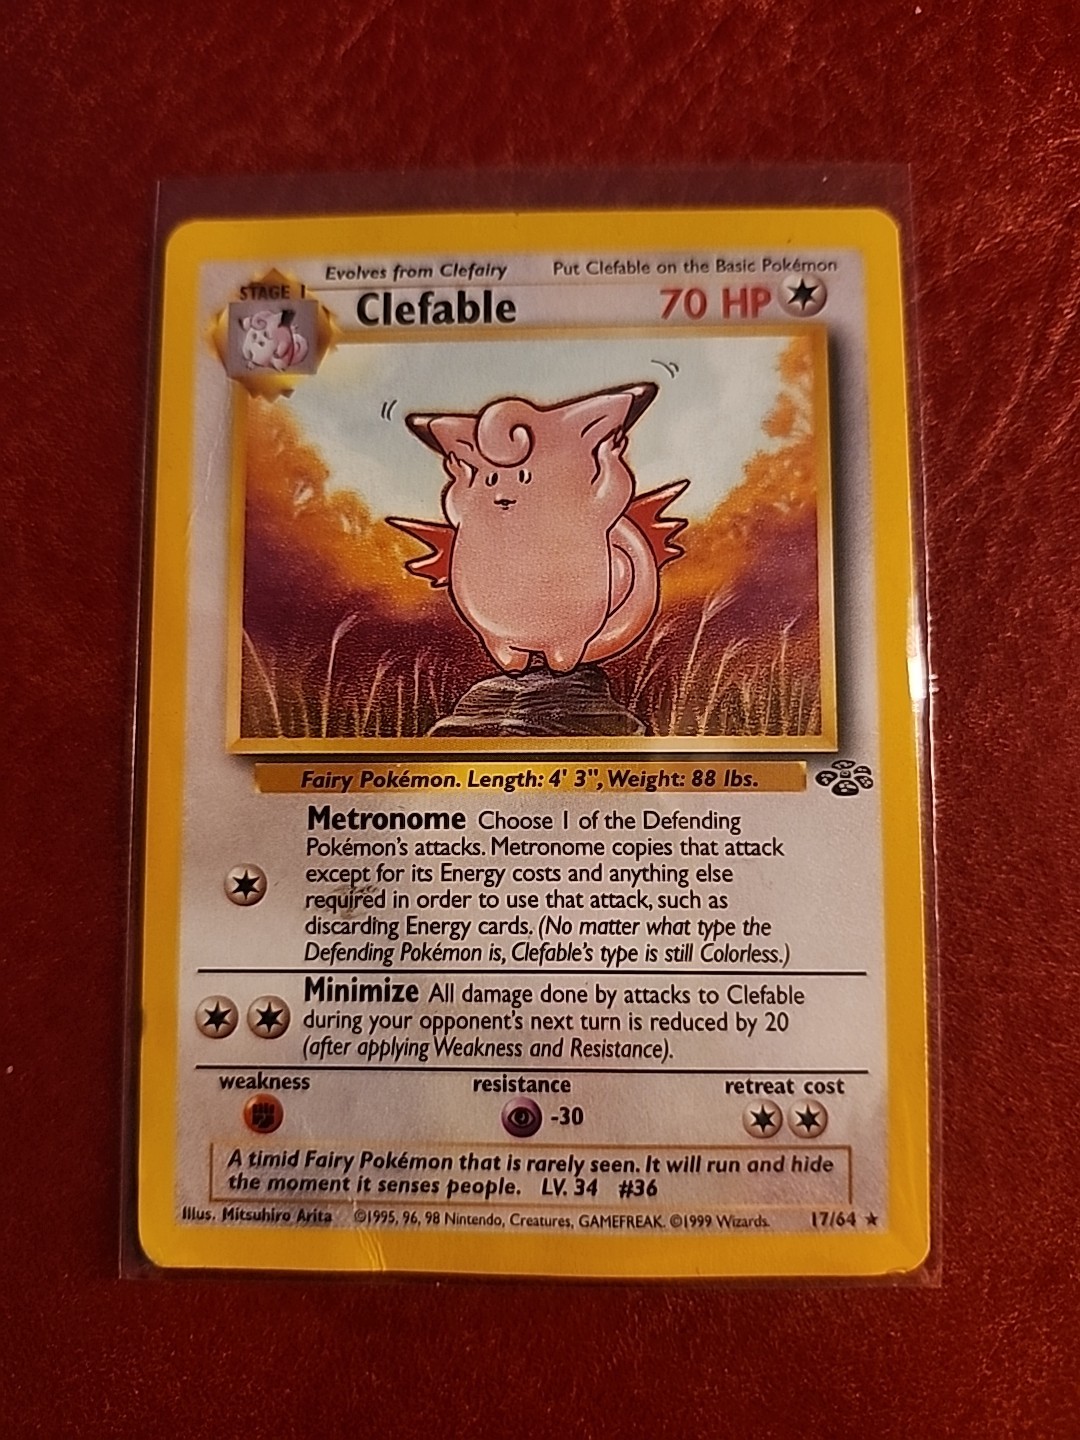 Evolves from Clefairy Put Clefable on the Basic Pokémon
STAGE 1 Clefable 70 HP
Fairy Pokémon. Length: 4' 3", Weight: 88 lbs.
Metronome Choose 1 of the Defending
Pokémon's attacks. Metronome copies that attack
except for its Energy costs and anything else
required in order to use that attack, such as
discarding Energy cards. (No matter what type the
Defending Pokémon is, Clefable's type is still Colorless.)
Minimize All damage done by attacks to Clefable
during your opponent's next turn is reduced by 20
(after applying Weakness and Resistance).
weakness resistance retreat cost
-30
A timid Fairy Pokémon that is rarely seen. It will run and hide
the moment it senses people. LV. 34 #36
Illus. Mitsuhiro Arita ©1995, 96, 98 Nintendo, Creatures, GAMEFREAK. ©1999 Wizards. 17/64 ★